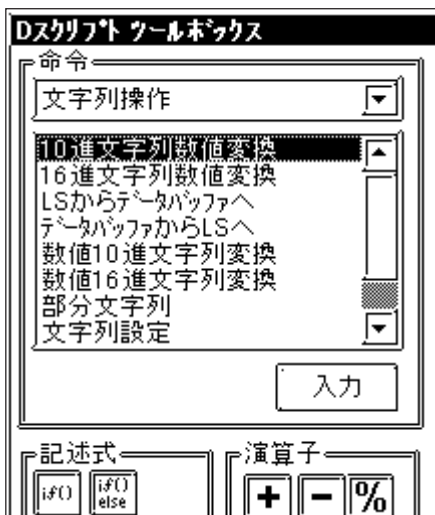 Dｽｸﾘﾌﾟﾄ ﾂｰﾙﾎﾞｯｸｽ
命令
文字列操作
10進文字列数値変換
16進文字列数値変換
LSからﾃﾞｰﾀﾊﾞｯﾌｧへ
ﾃﾞｰﾀﾊﾞｯﾌｧからLSへ
数値10進文字列変換
数値16進文字列変換
部分文字列
文字列設定
入力
記述式 演算子
if() if() else + - %